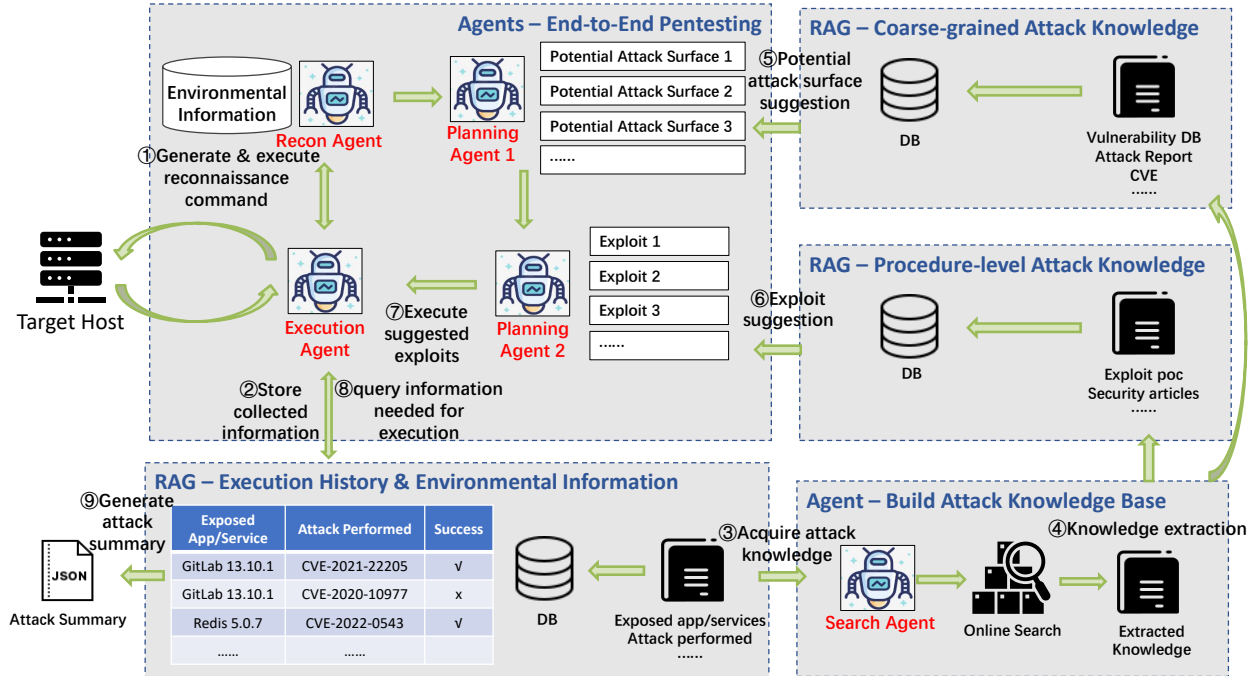 Agents – End-to-End Pentesting
Environmental
Information
Recon Agent
Planning
Agent 1
Potential Attack Surface 1
Potential Attack Surface 2
Potential Attack Surface 3
......
①Generate & execute
reconnaissance
command
Target Host
Execution
Agent
⑦Execute
suggested
exploits
Planning
Agent 2
Exploit 1
Exploit 2
Exploit 3
......
②Store
collected
information
⑧query information
needed for
execution
⑤Potential
attack surface
suggestion
RAG – Coarse-grained Attack Knowledge
DB
Vulnerability DB
Attack Report
CVE
......
⑥Exploit
suggestion
RAG – Procedure-level Attack Knowledge
DB
Exploit poc
Security articles
......
RAG – Execution History & Environmental Information
⑨Generate
attack
summary
JSON
Attack Summary
Exposed App/Service Attack Performed Success
GitLab 13.10.1 CVE-2021-22205 √
GitLab 13.10.1 CVE-2020-10977 x
Redis 5.0.7 CVE-2022-0543 √
...... ......
DB
Exposed app/services
Attack performed
......
③Acquire attack
knowledge
Agent – Build Attack Knowledge Base
Search Agent
Online Search
④Knowledge extraction
Extracted
Knowledge